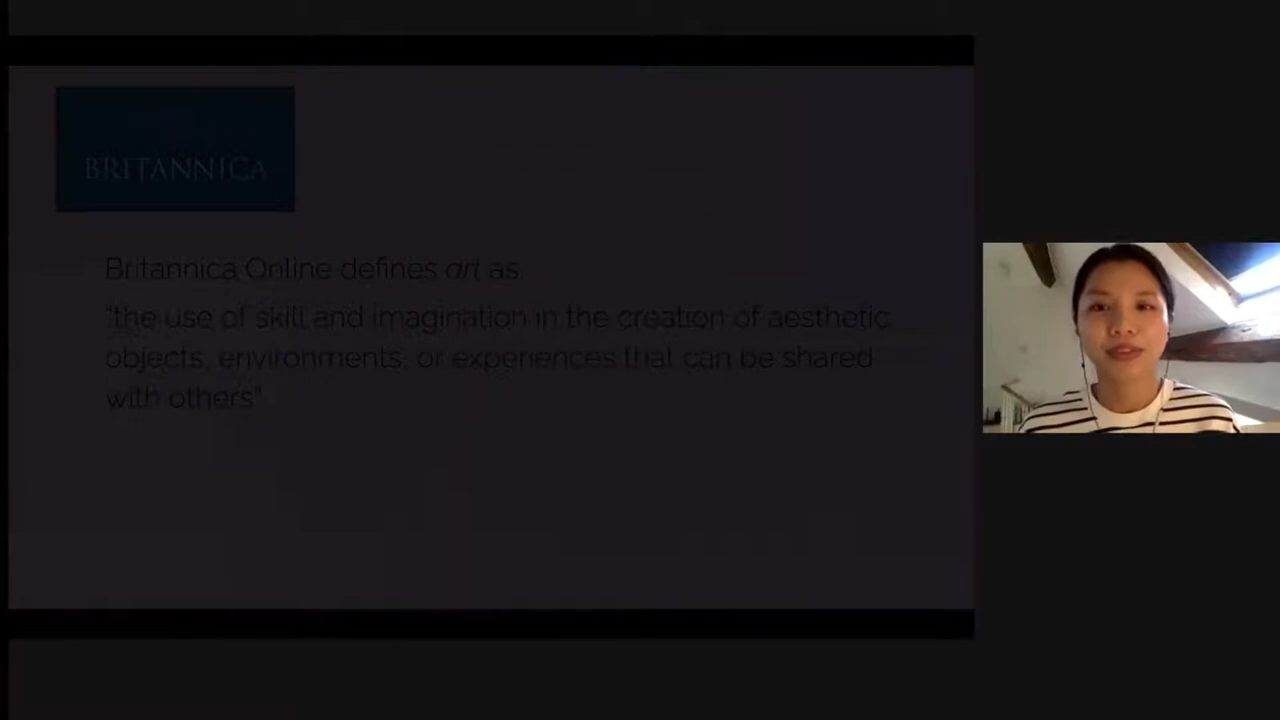 BRITANNICA
Britannica Online defines art as
"the use of skill and imagination in the creation of aesthetic
objects, environments, or experiences that can be shared
with others"